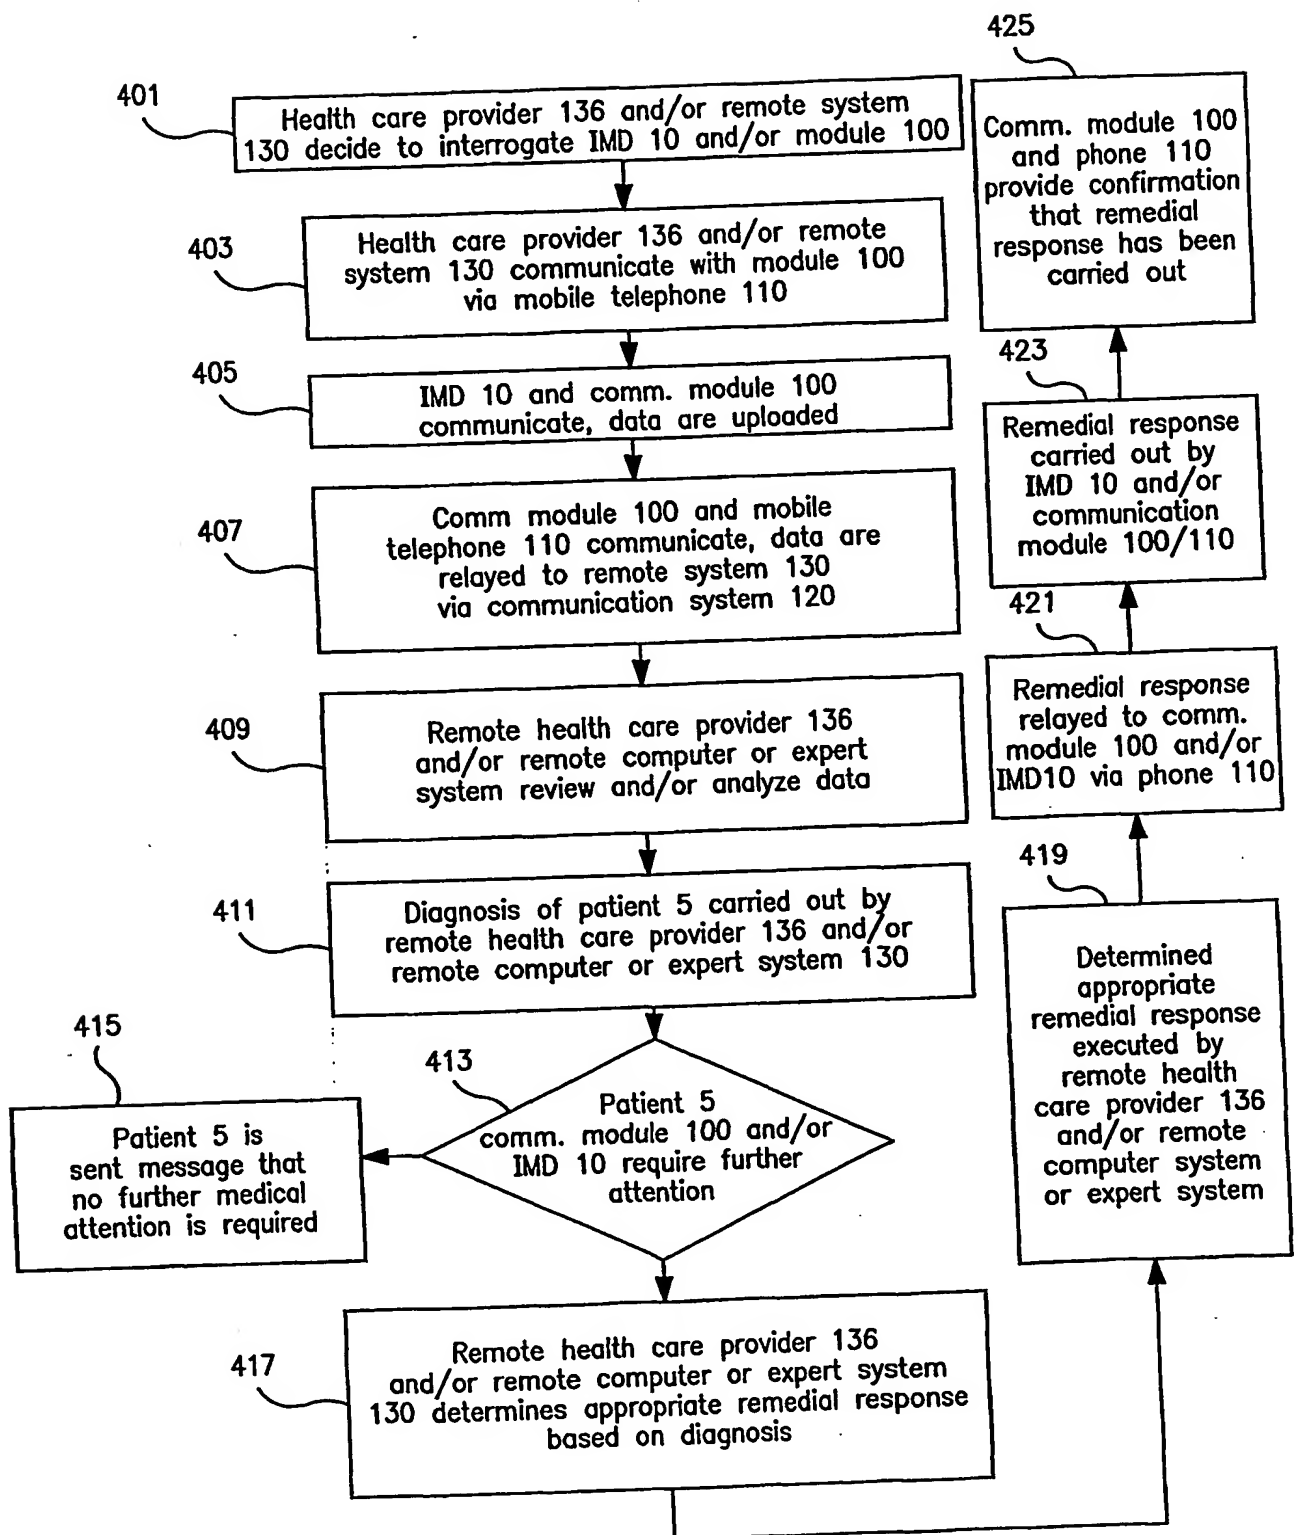 401
Health care provider 136 and/or remote system
130 decide to interrogate IMD 10 and/or module 100
403
Health care provider 136 and/or remote
system 130 communicate with module 100
via mobile telephone 110
405
IMD 10 and comm. module 100
communicate, data are uploaded
407
Comm module 100 and mobile
telephone 110 communicate, data are
relayed to remote system 130
via communication system 120
409
Remote health care provider 136
and/or remote computer or expert
system review and/or analyze data
411
Diagnosis of patient 5 carried out by
remote health care provider 136 and/or
remote computer or expert system 130
413
Patient 5
comm. module 100 and/or
IMD 10 require further
attention
415
Patient 5 is
sent message that
no further medical
attention is required
417
Remote health care provider 136
and/or remote computer or expert system
130 determines appropriate remedial response
based on diagnosis
419
Determined
appropriate
remedial response
executed by
remote health
care provider 136
and/or remote
computer system
or expert system
421
Remedial response
relayed to comm.
module 100 and/or
IMD10 via phone 110
423
Remedial response
carried out by
IMD 10 and/or
communication
module 100/110
425
Comm. module 100
and phone 110
provide confirmation
that remedial
response has been
carried out